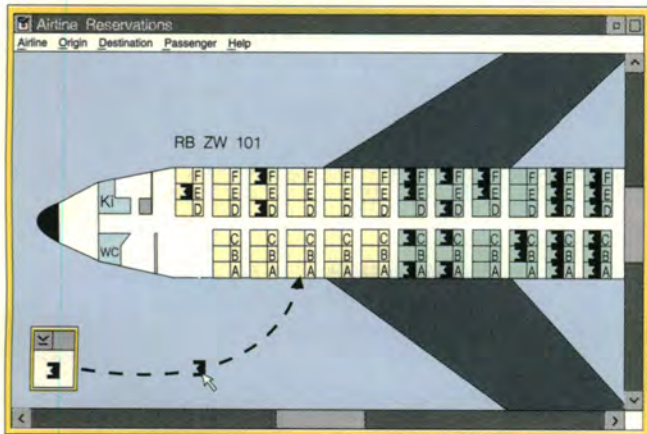 Airline Reservations
Airline Origin Destination Passenger Help
RB ZW 101
F F F F F F F F F F F F
E E E E E E E E E E E E
Ki
D D D D D D D D D D D D
C C C C C C C C C C C
WC
B B B B B B B B B B B
A A A A A A A A A A A